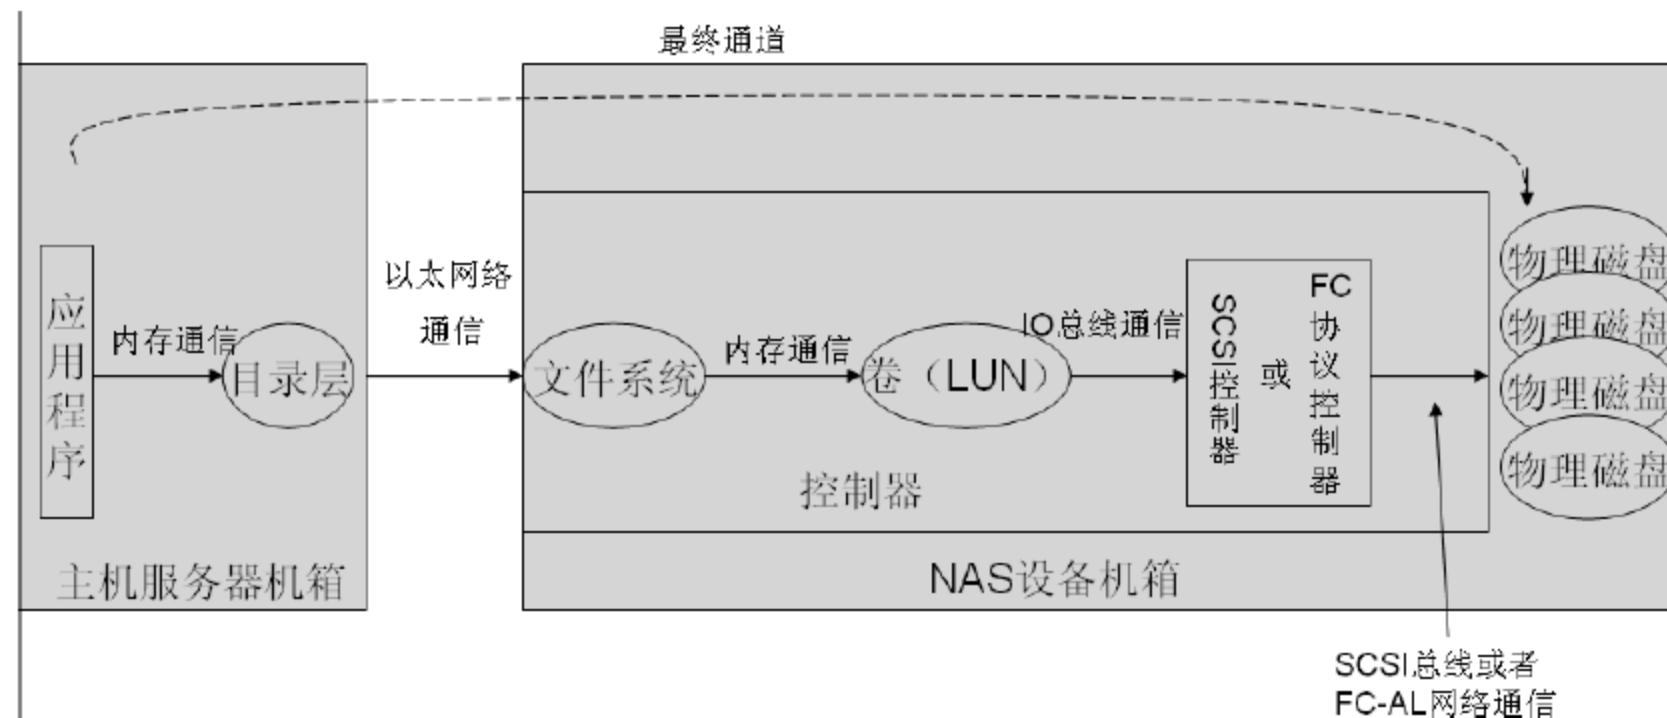 最终通道
以太网络
通信
应用程序
内存通信
目录层
文件系统
内存通信
卷（LUN）
IO总线通信
SCSI控制器
或
FC协议控制器
物理磁盘
物理磁盘
物理磁盘
物理磁盘
控制器
主机服务器机箱
NAS设备机箱
SCSI总线或者
FC-AL网络通信